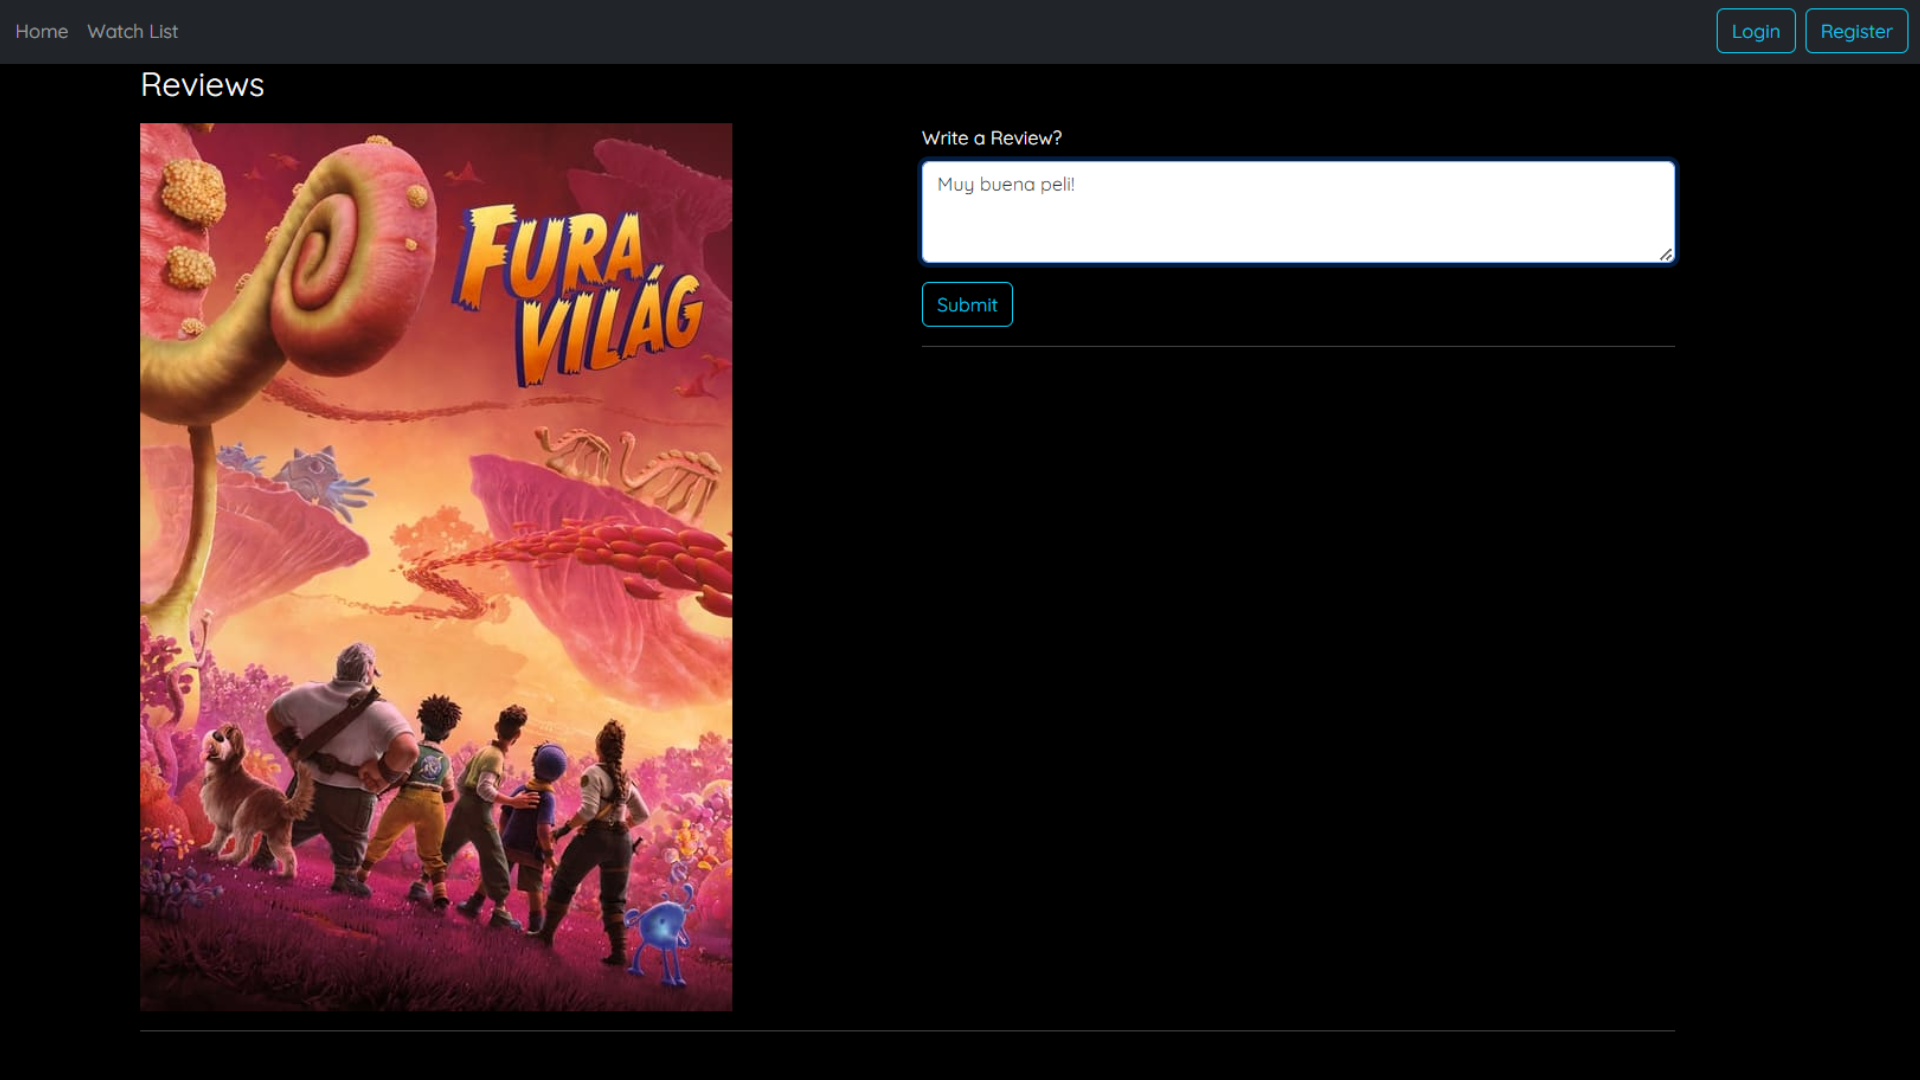 Home Watch List Login Register
Reviews
FURA
VILÁG
Write a Review?
Muy buena peli!
Submit